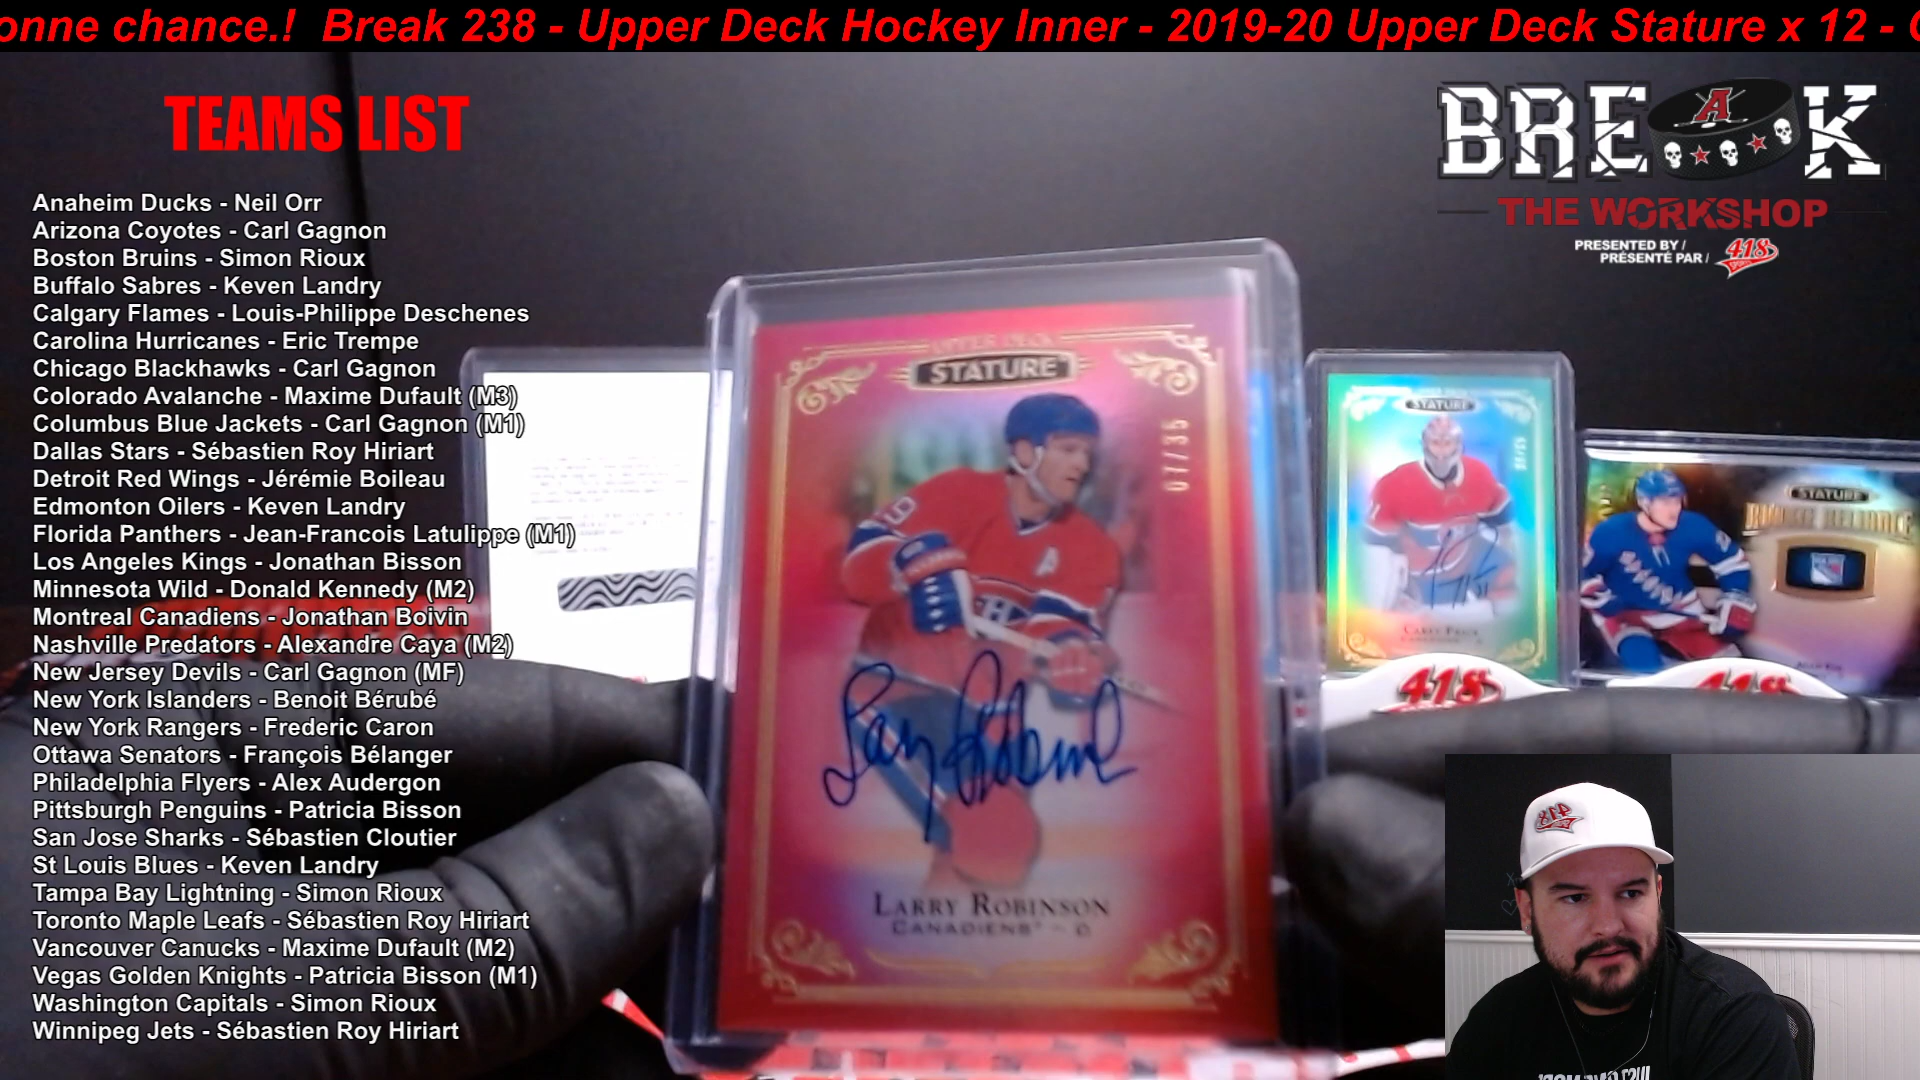 onne chance.! Break 238 - Upper Deck Hockey Inner - 2019-20 Upper Deck Stature x 12 -
TEAMS LIST
Anaheim Ducks - Neil Orr
Arizona Coyotes - Carl Gagnon
Boston Bruins - Simon Rioux
Buffalo Sabres - Keven Landry
Calgary Flames - Louis-Philippe Deschenes
Carolina Hurricanes - Eric Trempe
Chicago Blackhawks - Carl Gagnon
Colorado Avalanche - Maxime Dufault (M3)
Columbus Blue Jackets - Carl Gagnon (M1)
Dallas Stars - Sébastien Roy Hiriart
Detroit Red Wings - Jérémie Boileau
Edmonton Oilers - Keven Landry
Florida Panthers - Jean-Francois Latulippe (M1)
Los Angeles Kings - Jonathan Bisson
Minnesota Wild - Donald Kennedy (M2)
Montreal Canadiens - Jonathan Boivin
Nashville Predators - Alexandre Caya (M2)
New Jersey Devils - Carl Gagnon (MF)
New York Islanders - Benoit Bérubé
New York Rangers - Frederic Caron
Ottawa Senators - François Bélanger
Philadelphia Flyers - Alex Audergon
Pittsburgh Penguins - Patricia Bisson
San Jose Sharks - Sébastien Cloutier
St Louis Blues - Keven Landry
Tampa Bay Lightning - Simon Rioux
Toronto Maple Leafs - Sébastien Roy Hiriart
Vancouver Canucks - Maxime Dufault (M2)
Vegas Golden Knights - Patricia Bisson (M1)
Washington Capitals - Simon Rioux
Winnipeg Jets - Sébastien Roy Hiriart
BREAK
THE WORKSHOP
PRESENTED BY /
PRÉSENTÉ PAR / 418
UPPER DECK
STATURE
07/35
A
Larry Robinson
LARRY ROBINSON
CANADIENS - D
STATURE
CAREY PRICE
CANADIENS
STATURE
418
418
418